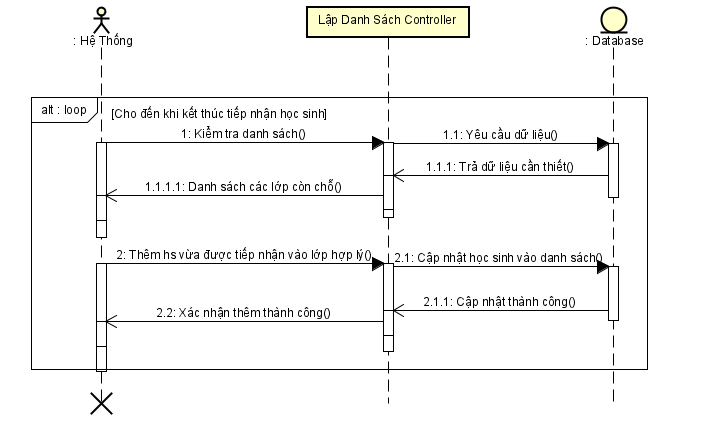 : Hệ Thống
Lập Danh Sách Controller
: Database
alt : loop
[Cho đến khi kết thúc tiếp nhận học sinh]
1: Kiểm tra danh sách()
1.1: Yêu cầu dữ liệu()
1.1.1: Trả dữ liệu cần thiết()
1.1.1.1: Danh sách các lớp còn chỗ()
2: Thêm hs vừa được tiếp nhận vào lớp hợp lý()
2.1: Cập nhật học sinh vào danh sách()
2.1.1: Cập nhật thành công()
2.2: Xác nhận thêm thành công()